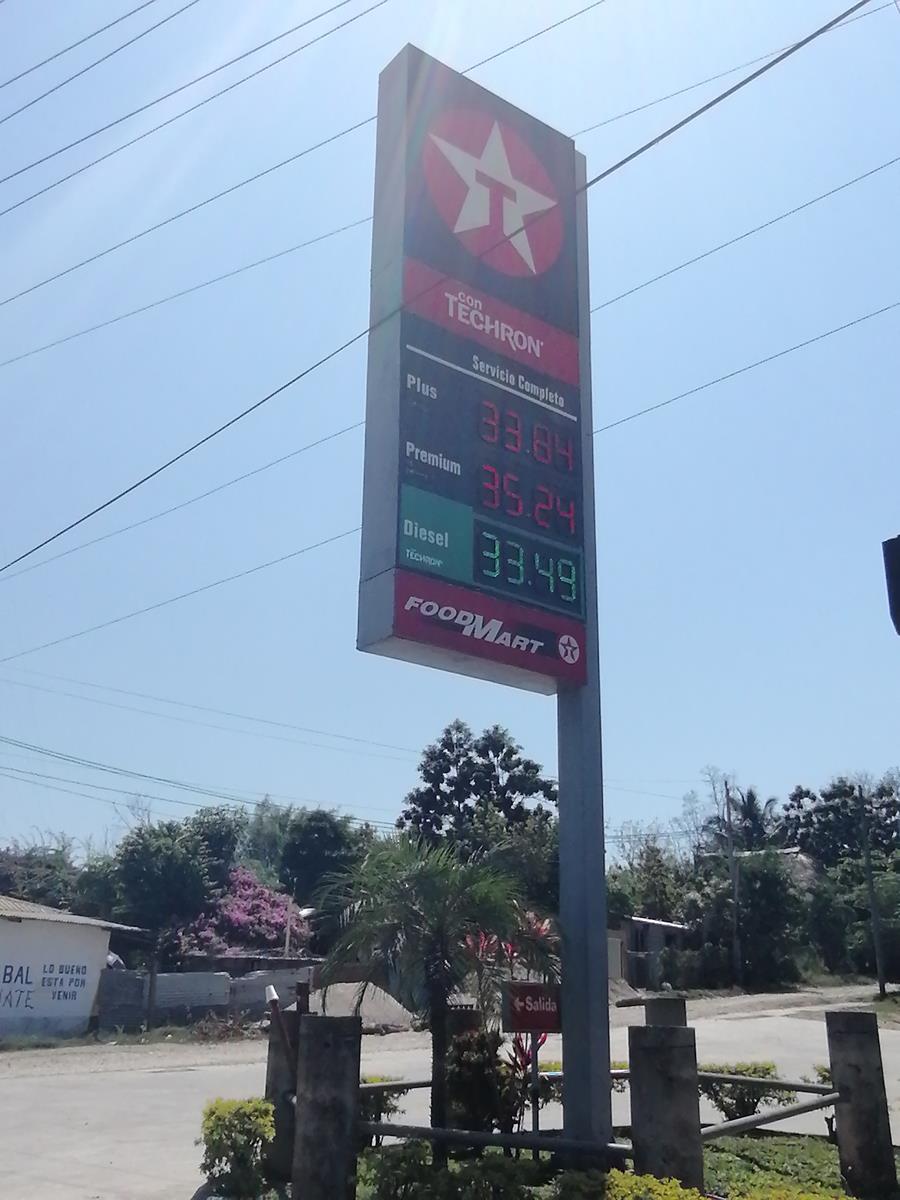 T
con
TECHRON
Servicio Completo
Plus
33.84
Premium
35.24
Diesel
TECHRON
33.49
FOODMART
BAL
LO BUENO
ESTA POR
VENIR
←Salida